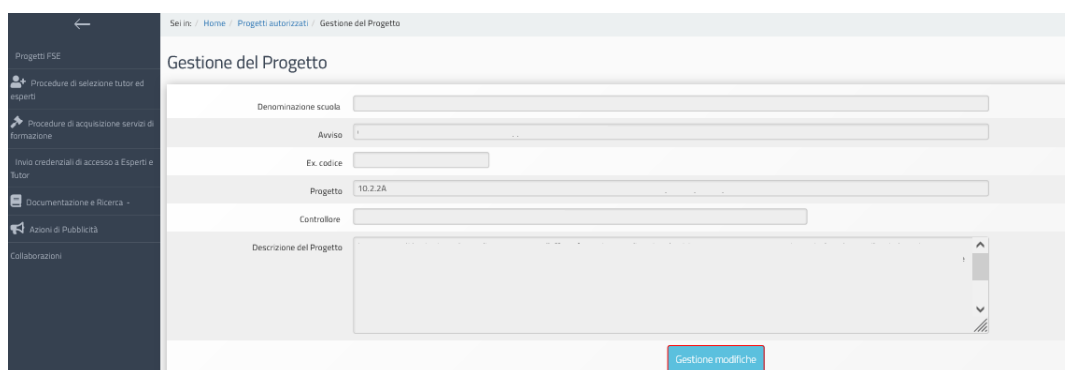 Sei in: / Home / Progetti autorizzati / Gestione del Progetto
Progetti FSE
Procedure di selezione tutor ed
esperti
Procedure di acquisizione servizi di
formazione
Invio credenziali di accesso a Esperti e
Tutor
Documentazione e Ricerca -
Azioni di Pubblicità
Collaborazioni
Gestione del Progetto
Denominazione scuola
Avviso
Ex. codice
Progetto 10.2.2A
Controllore
Descrizione del Progetto
Gestione modifiche